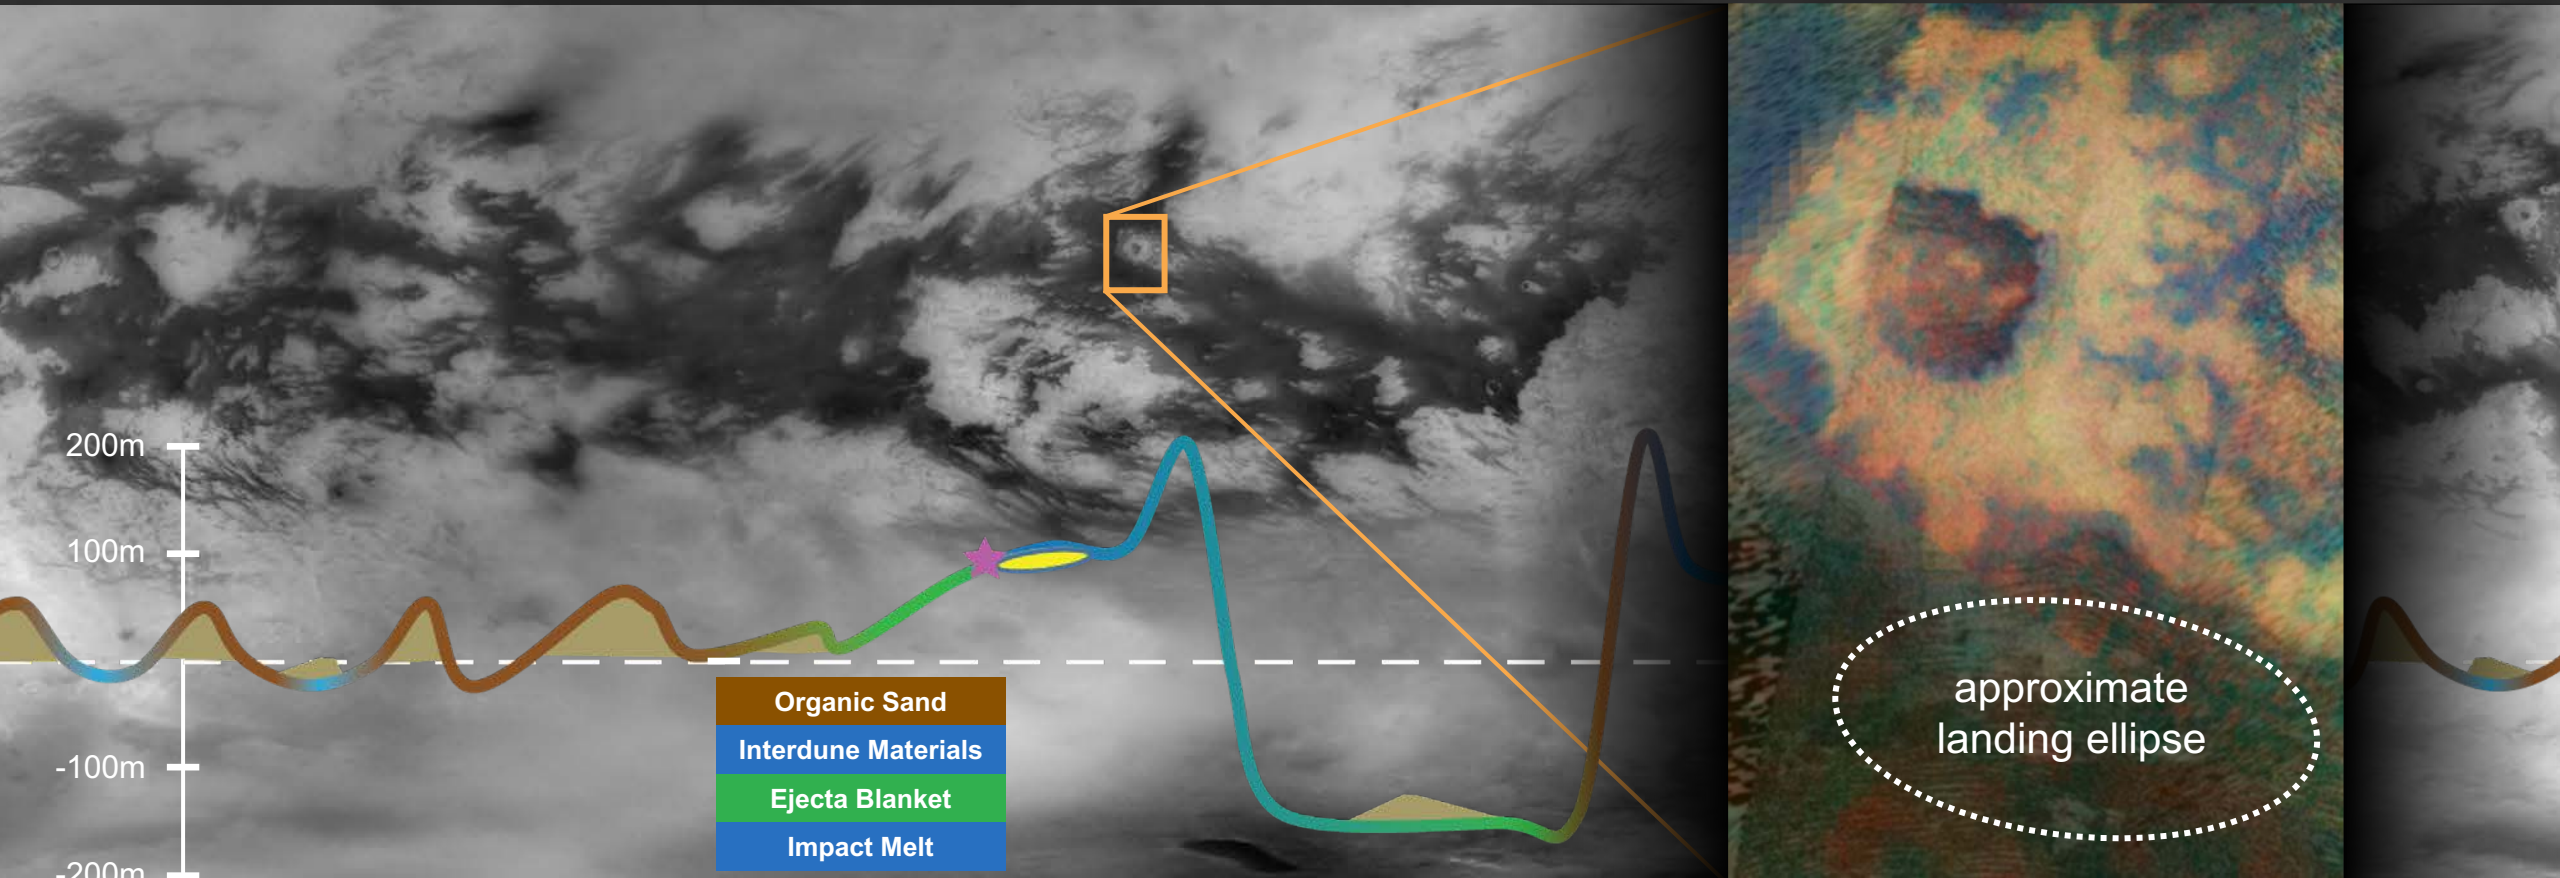 200m
100m
-100m
-200m
Organic Sand
Interdune Materials
Ejecta Blanket
Impact Melt
approximate
landing ellipse